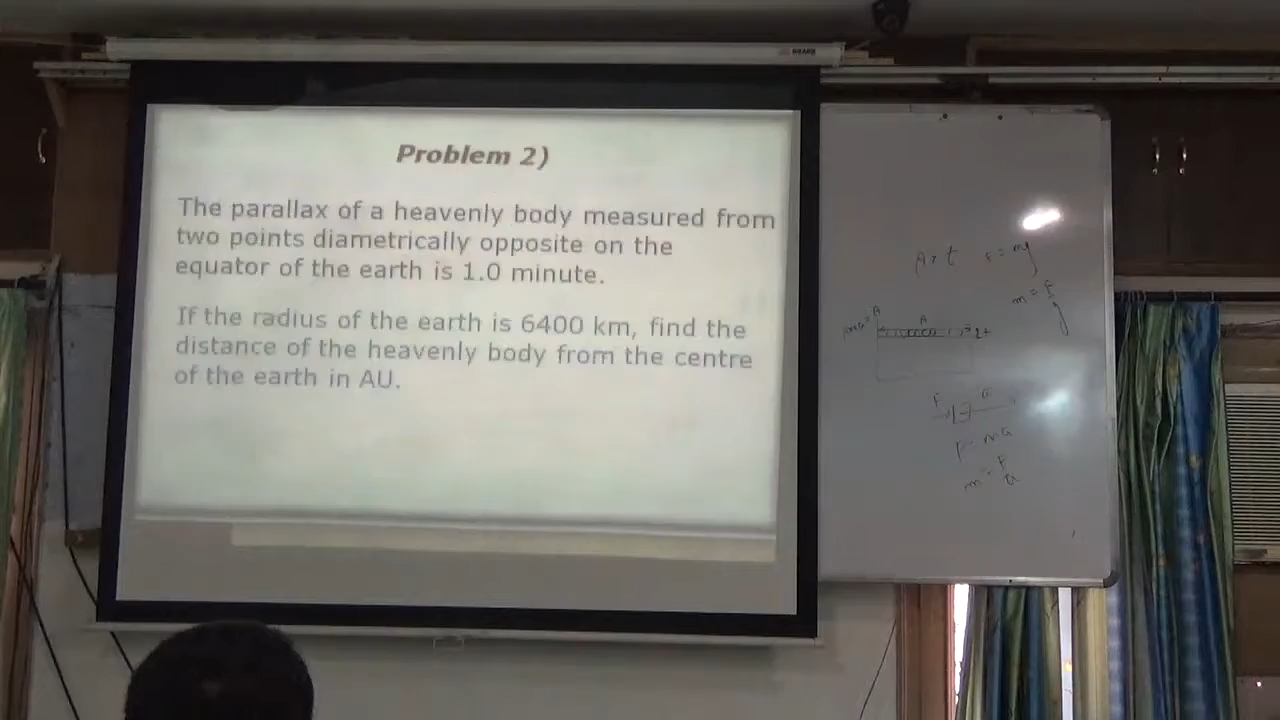 Problem 2)
The parallax of a heavenly body measured from
two points diametrically opposite on the
equator of the earth is 1.0 minute.
If the radius of the earth is 6400 km, find the
distance of the heavenly body from the centre
of the earth in AU.
A
A
F
m = F
a